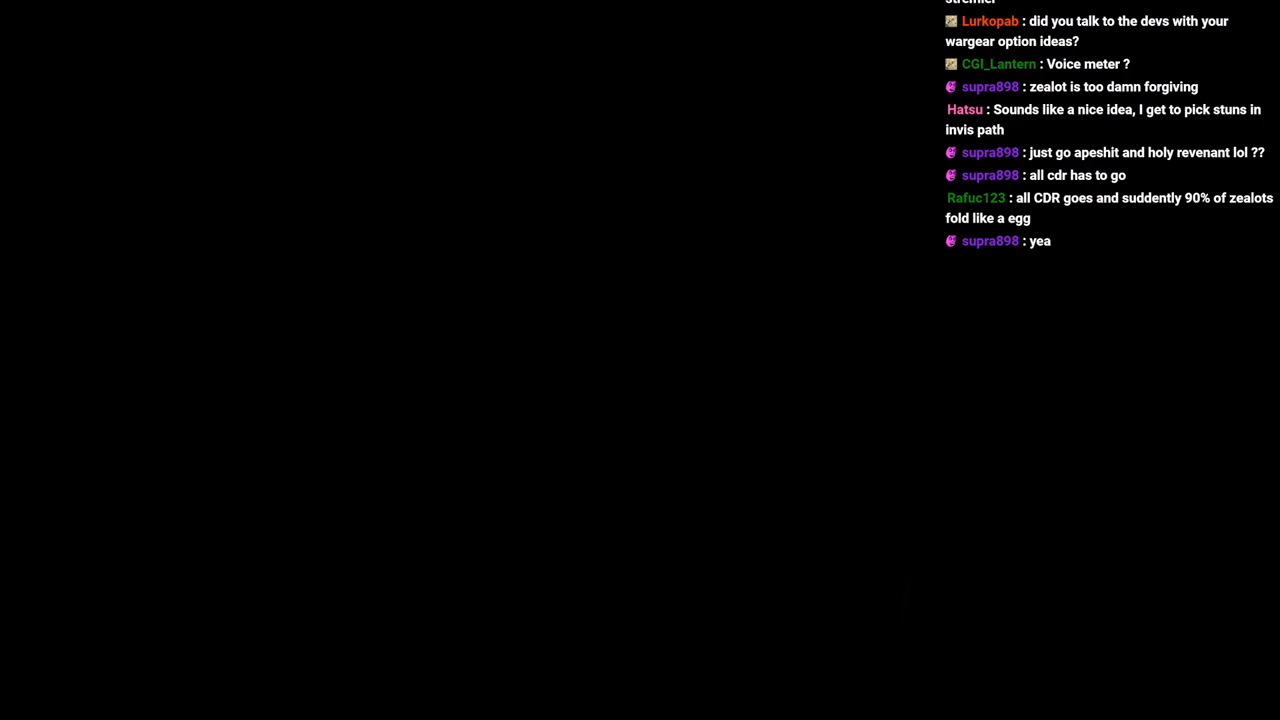 stremler
Lurkopab : did you talk to the devs with your
wargear option ideas?
CGI_Lantern : Voice meter ?
supra898 : zealot is too damn forgiving
Hatsu : Sounds like a nice idea, I get to pick stuns in
invis path
supra898 : just go apeshit and holy revenant lol ??
supra898 : all cdr has to go
Rafuc123 : all CDR goes and suddenly 90% of zealots
fold like a egg
supra898 : yea